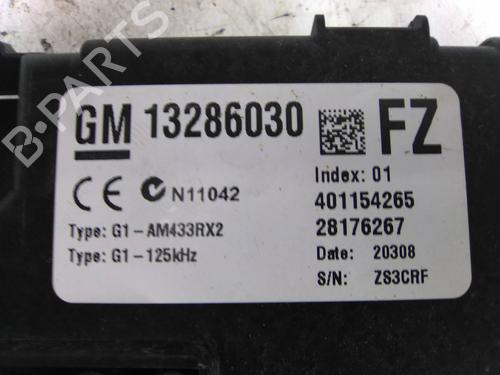 B-PARTS
GM 13286030
FZ
Index: 01
CE N11042
401154265
28176267
Type: G1-AM433RX2
Date: 20308
Type: G1-125kHz
S/N: ZS3CRF